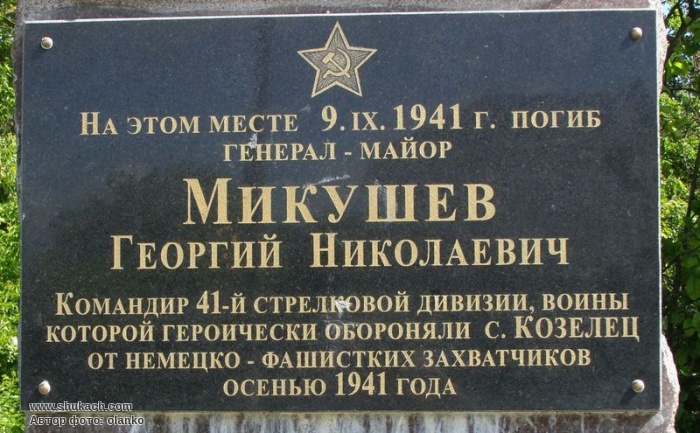 На этом месте 9.IX.1941 г. погиб
генерал - майор
Микушев
Георгий Николаевич
Командир 41-й стрелковой дивизии, воины
которой героически обороняли с. Козелец
от немецко - фашистких захватчиков
осенью 1941 года
www.shukach.com
Автор фото: olanko